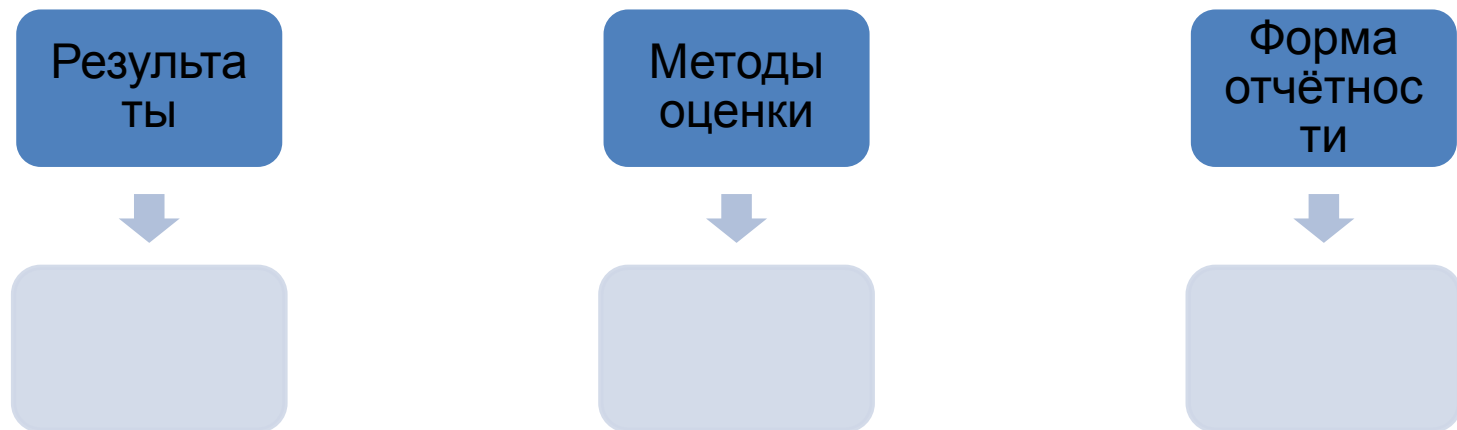 Результа
ты
Методы
оценки
Форма
отчётнос
ти